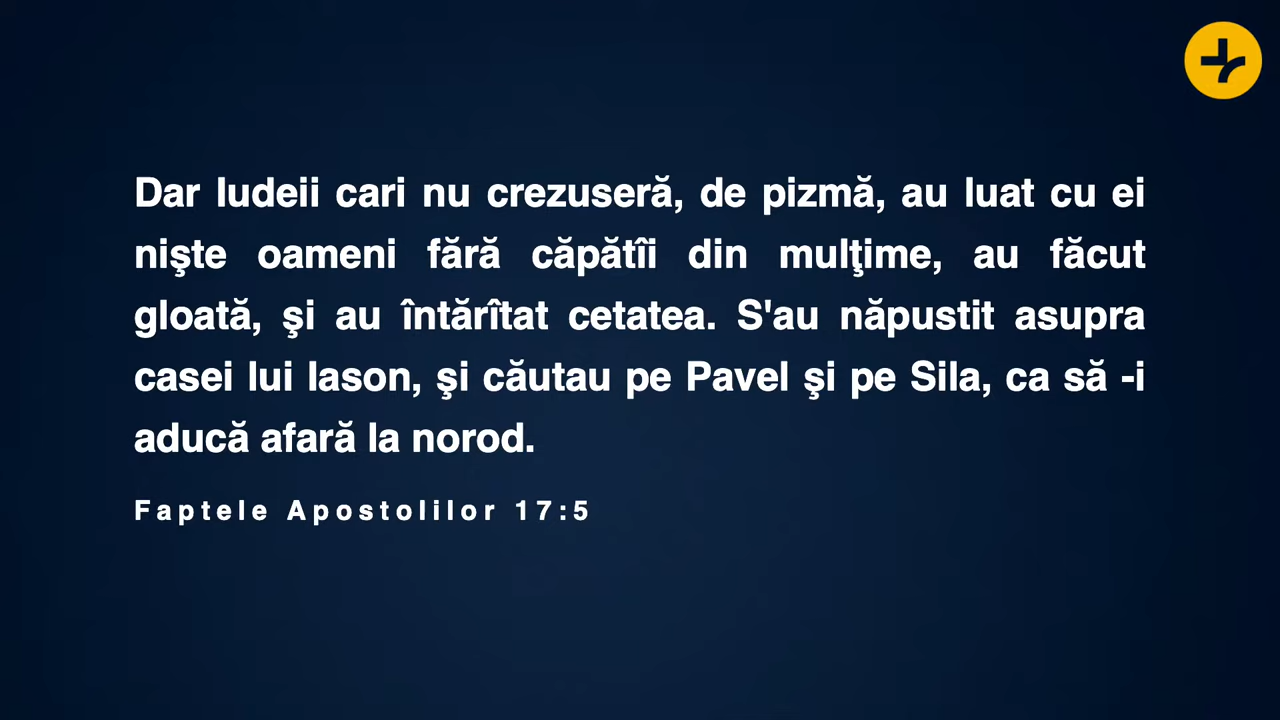 Dar Iudeii cari nu crezuseră, de pizmă, au luat cu ei
nişte oameni fără căpătîi din mulţime, au făcut
gloată, şi au întărîtat cetatea. S'au năpustit asupra
casei lui Iason, şi căutau pe Pavel şi pe Sila, ca să -i
aducă afară la norod.
Faptele Apostolilor 17:5